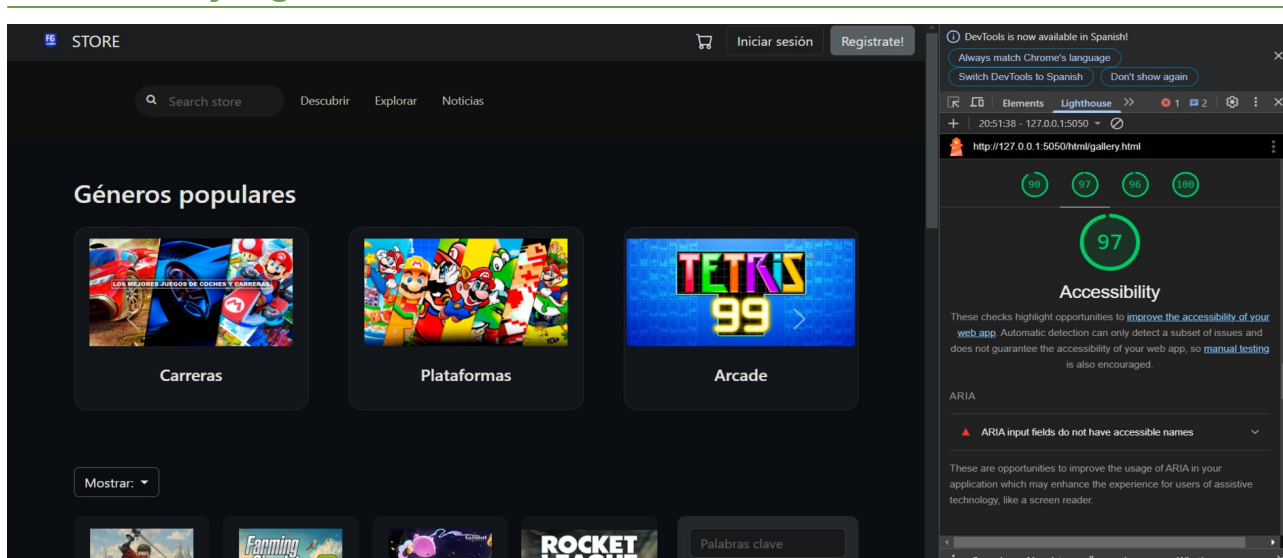 FG
STORE
Iniciar sesión
Registrate!
Search store
Descubrir
Explorar
Noticias
Géneros populares
LOS MEJORES JUEGOS DE COCHES Y CARRERAS
TETRIS
99
Carreras
Plataformas
Arcade
Mostrar:
Farming
ROCKET
LEAGUE
Palabras clave
DevTools is now available in Spanish!
Always match Chrome's language
Switch DevTools to Spanish
Don't show again
Elements
Lighthouse
1
2
20:51:38 - 127.0.0.1:5050
http://127.0.0.1:5050/html/gallery.html
90
97
96
100
97
Accessibility
These checks highlight opportunities to improve the accessibility of your
web app. Automatic detection can only detect a subset of issues and
does not guarantee the accessibility of your web app, so manual testing
is also encouraged.
ARIA
ARIA input fields do not have accessible names
These are opportunities to improve the usage of ARIA in your
application which may enhance the experience for users of assistive
technology, like a screen reader.